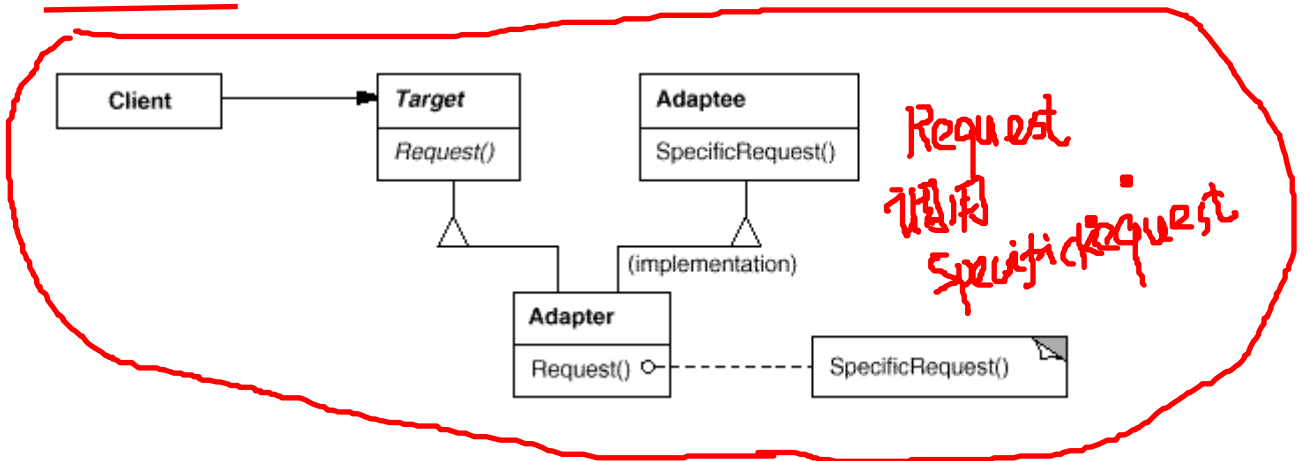 Client
Target
Request()
Adaptee
SpecificRequest()
Request
调用
SpecificRequest
(implementation)
Adapter
Request()
SpecificRequest()